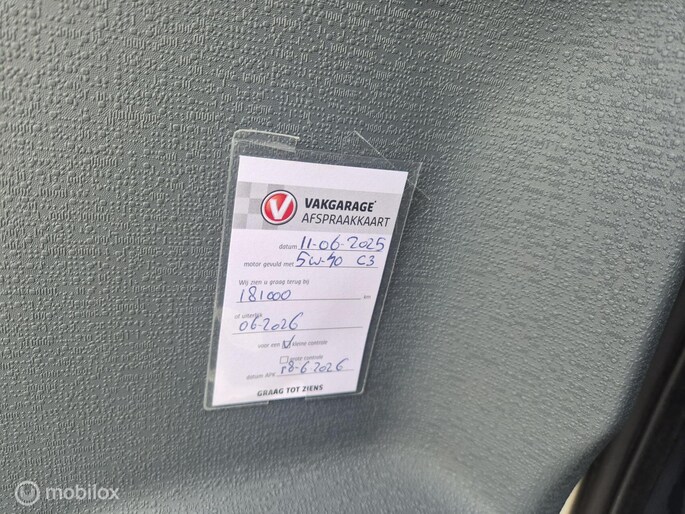 VAKGARAGE
AFSPRAAKKAART
datum 11-06-2025
motor gevuld met 5W-40 C3
Wij zien u graag terug bij
181000 km
of uiterlijk
06-2026
voor een kleine controle
grote controle
datum APK 18-6-2026
GRAAG TOT ZIENS
mobilox